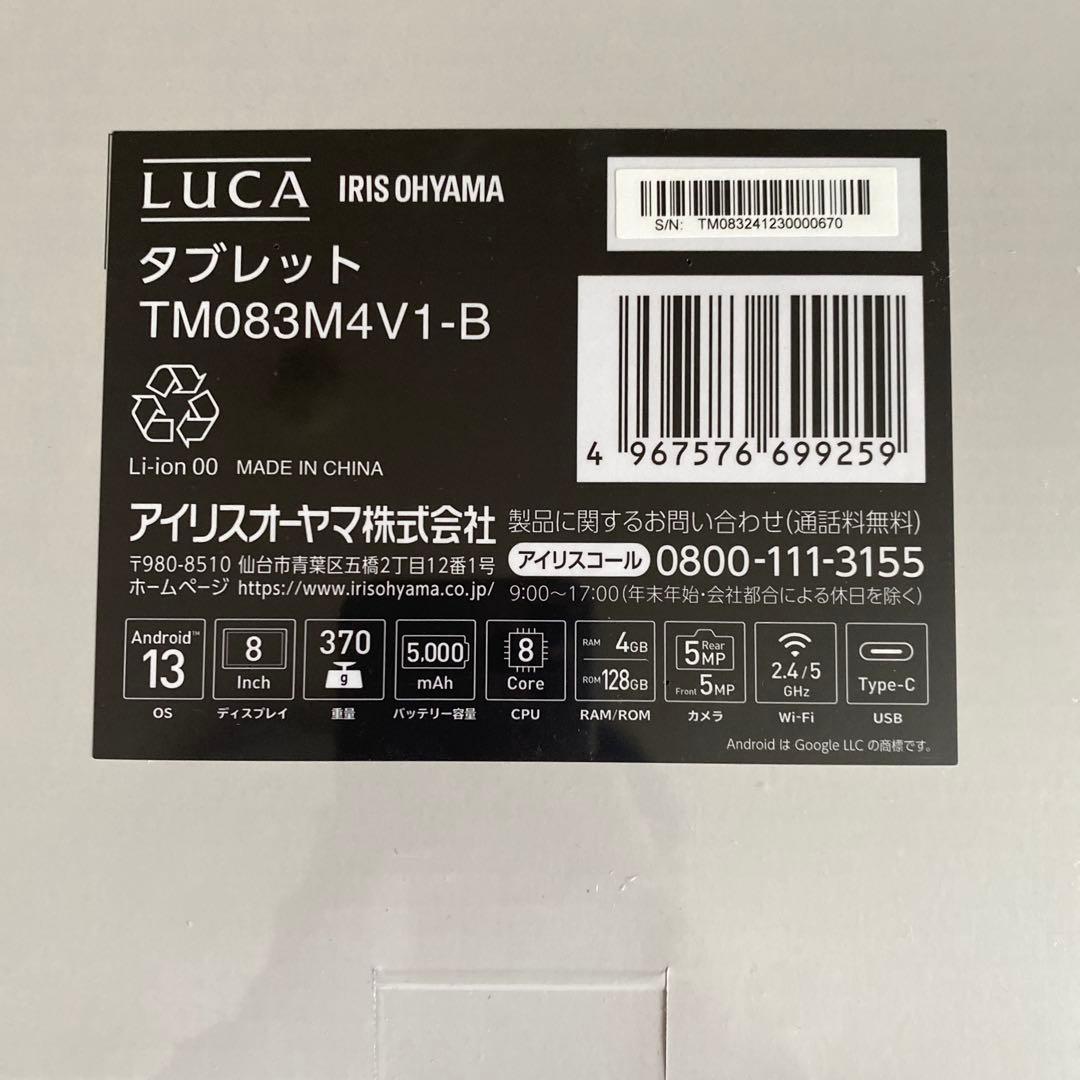 LUCA IRIS OHYAMA
タブレット
TM083M4V1-B
Li-ion 00 MADE IN CHINA
S/N: TM083241230000670
4 967576 699259
アイリスオーヤマ株式会社
〒980-8510 仙台市青葉区五橋2丁目12番1号
ホームページ https://www.irisohyama.co.jp/
製品に関するお問い合わせ(通話料無料)
アイリスコール 0800-111-3155
9:00〜17:00(年末年始・会社都合による休日を除く)
Android™
13
OS
8
Inch
ディスプレイ
370
g
重量
5.000
mAh
バッテリー容量
8
Core
CPU
RAM 4GB
ROM 128GB
RAM/ROM
5 Rear
MP
Front 5MP
カメラ
2.4/5
GHz
Wi-Fi
Type-C
USB
Android は Google LLC の商標です。